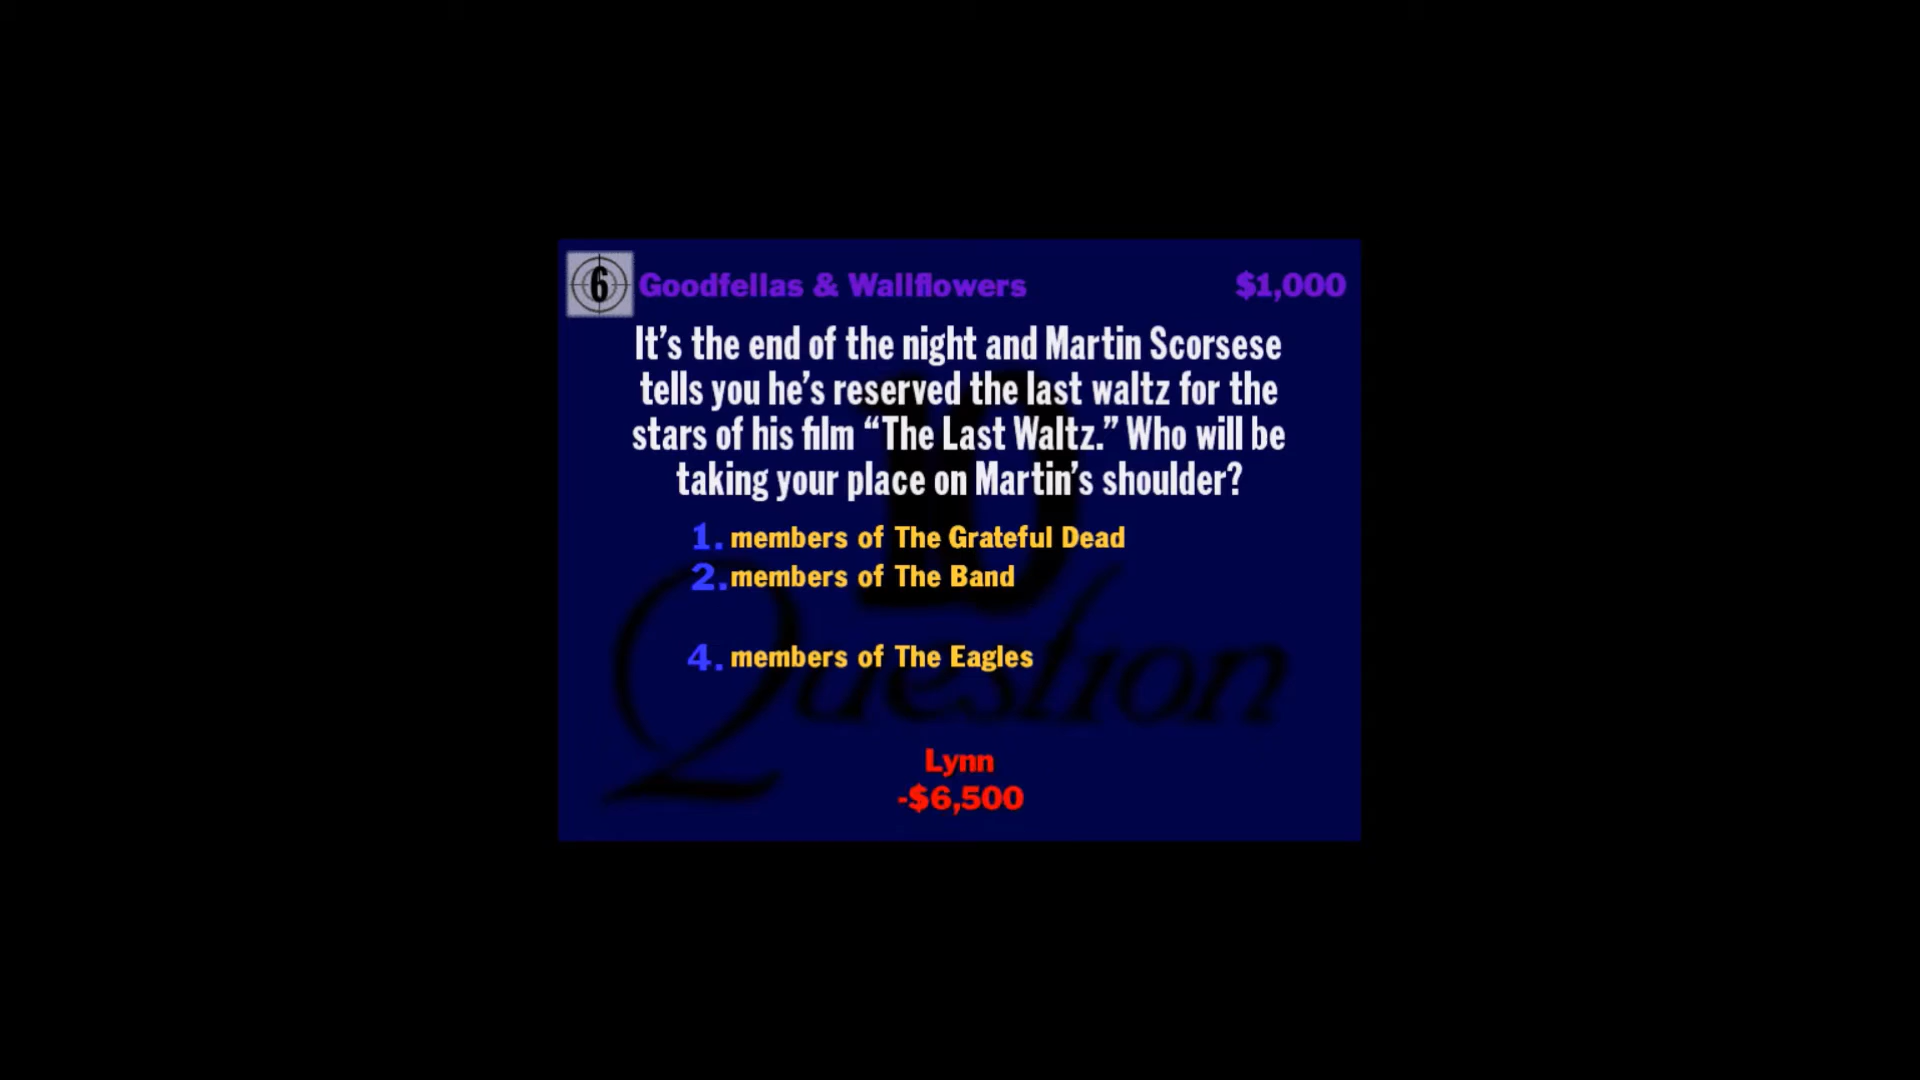 6 Goodfellas & Wallflowers $1,000
It's the end of the night and Martin Scorsese
tells you he's reserved the last waltz for the
stars of his film “The Last Waltz.” Who will be
taking your place on Martin's shoulder?
1. members of The Grateful Dead
2. members of The Band
4. members of The Eagles
10
Question
Lynn
-$6,500